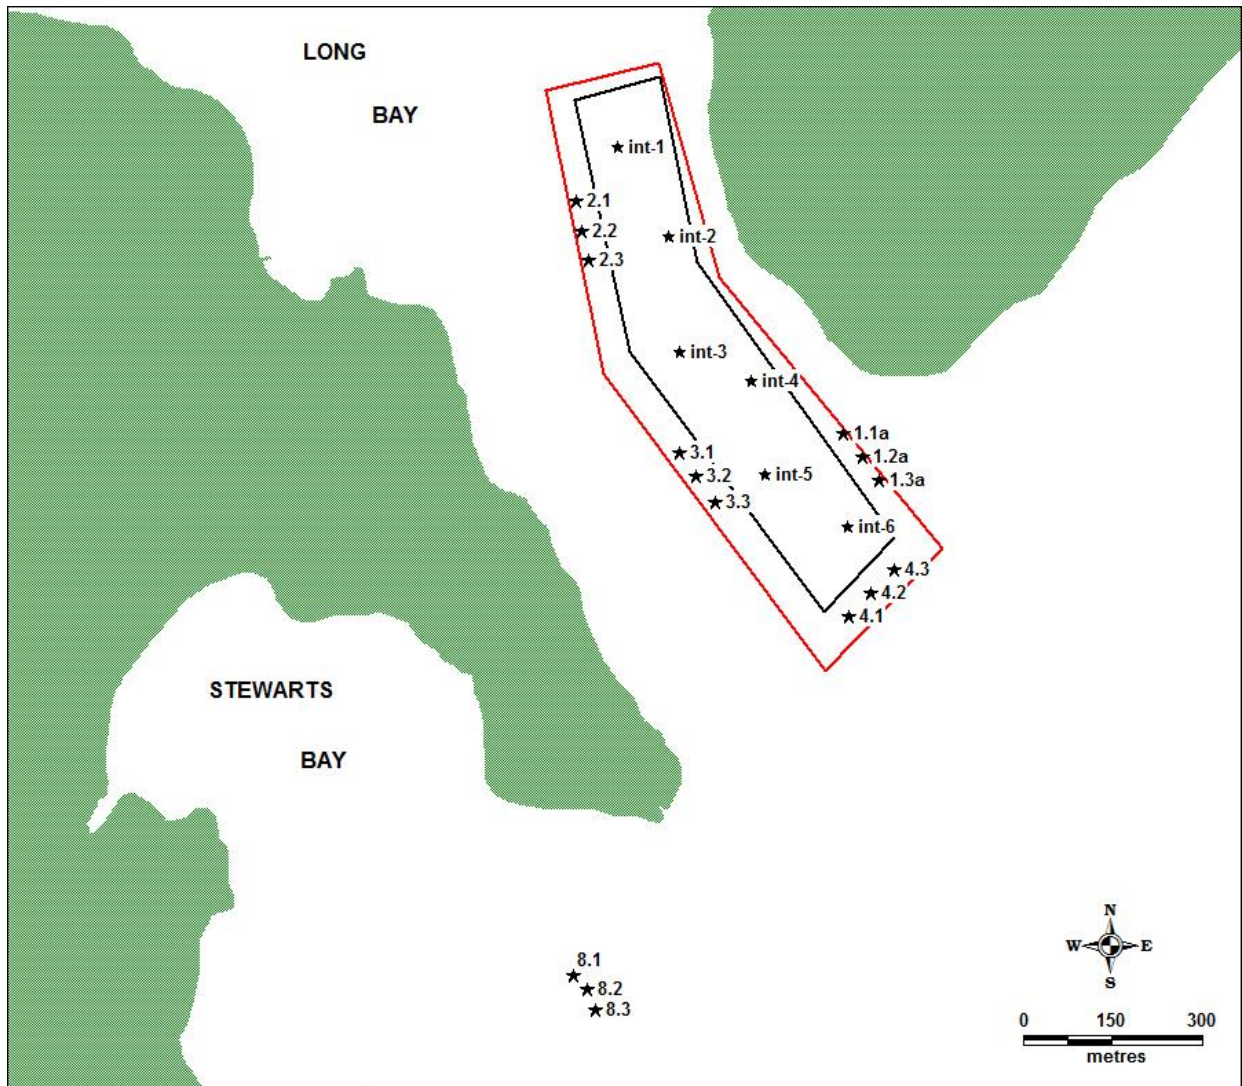 LONG
BAY
int-1
2.1
2.2
int-2
2.3
int-3
int-4
1.1a
3.1
1.2a
3.2
int-5
1.3a
3.3
int-6
4.3
4.2
4.1
STEWARTS
BAY
N
W E
S
8.1
8.2
8.3
0 150 300
metres